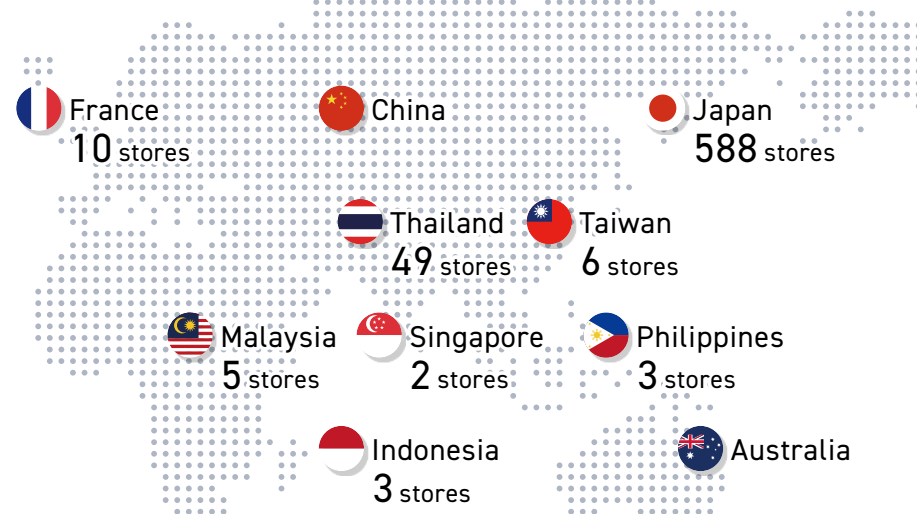 France
10 stores
China
Japan
588 stores
Thailand
49 stores
Taiwan
6 stores
Malaysia
5 stores
Singapore
2 stores
Philippines
3 stores
Indonesia
3 stores
Australia